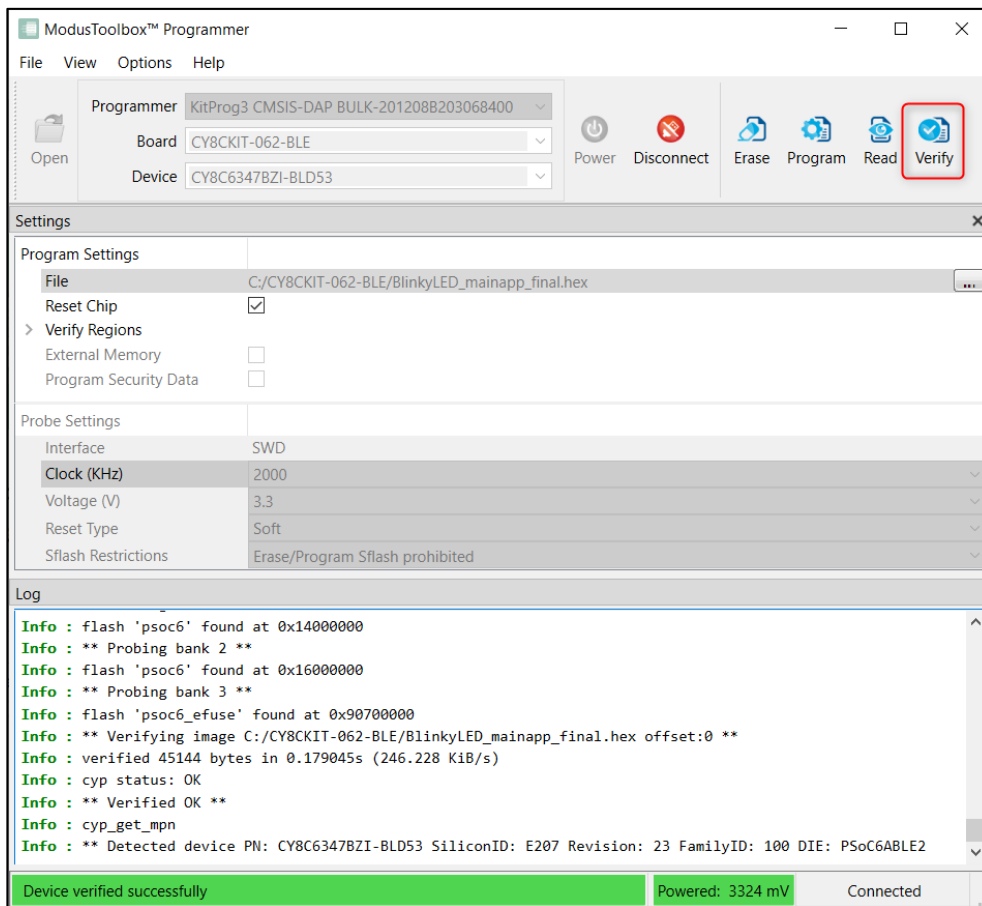 ModusToolbox™ Programmer
File View Options Help
Open
Programmer KitProg3 CMSIS-DAP BULK-201208B203068400
Board CY8CKIT-062-BLE
Device CY8C6347BZI-BLD53
Power Disconnect Erase Program Read Verify
Settings
Program Settings
File C:/CY8CKIT-062-BLE/BlinkyLED_mainapp_final.hex ...
Reset Chip
Verify Regions
External Memory
Program Security Data
Probe Settings
Interface SWD
Clock (KHz) 2000
Voltage (V) 3.3
Reset Type Soft
Sflash Restrictions Erase/Program Sflash prohibited
Log
Info : flash 'psoc6' found at 0x14000000
Info : ** Probing bank 2 **
Info : flash 'psoc6' found at 0x16000000
Info : ** Probing bank 3 **
Info : flash 'psoc6_efuse' found at 0x90700000
Info : ** Verifying image C:/CY8CKIT-062-BLE/BlinkyLED_mainapp_final.hex offset:0 **
Info : verified 45144 bytes in 0.179045s (246.228 KiB/s)
Info : cyp status: OK
Info : ** Verified OK **
Info : cyp_get_mpn
Info : ** Detected device PN: CY8C6347BZI-BLD53 SiliconID: E207 Revision: 23 FamilyID: 100 DIE: PSoC6ABLE2
Device verified successfully Powered: 3324 mV Connected